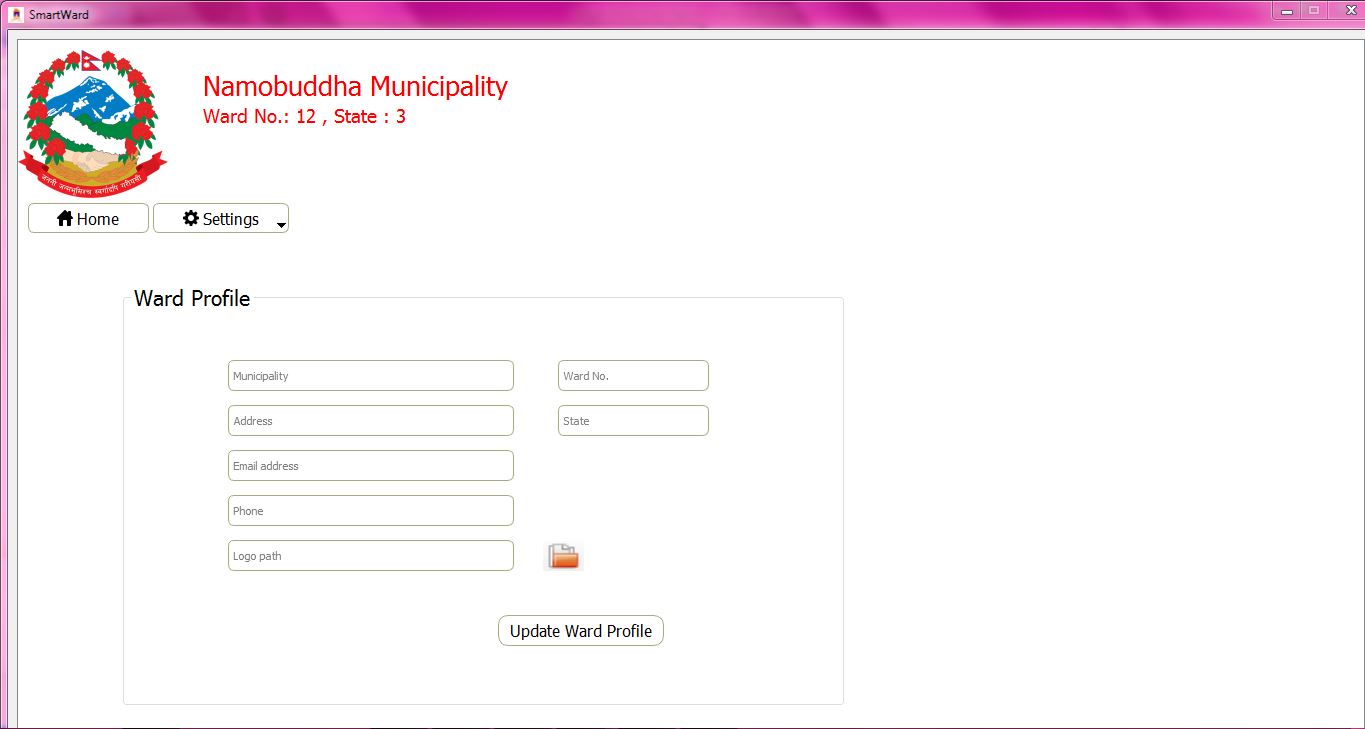 SmartWard
Namobuddha Municipality
Ward No.: 12 , State : 3
जननी जन्मभूमिश्च स्वर्गादपि गरीयसी
Home
Settings
Ward Profile
Municipality
Ward No.
Address
State
Email address
Phone
Logo path
Update Ward Profile